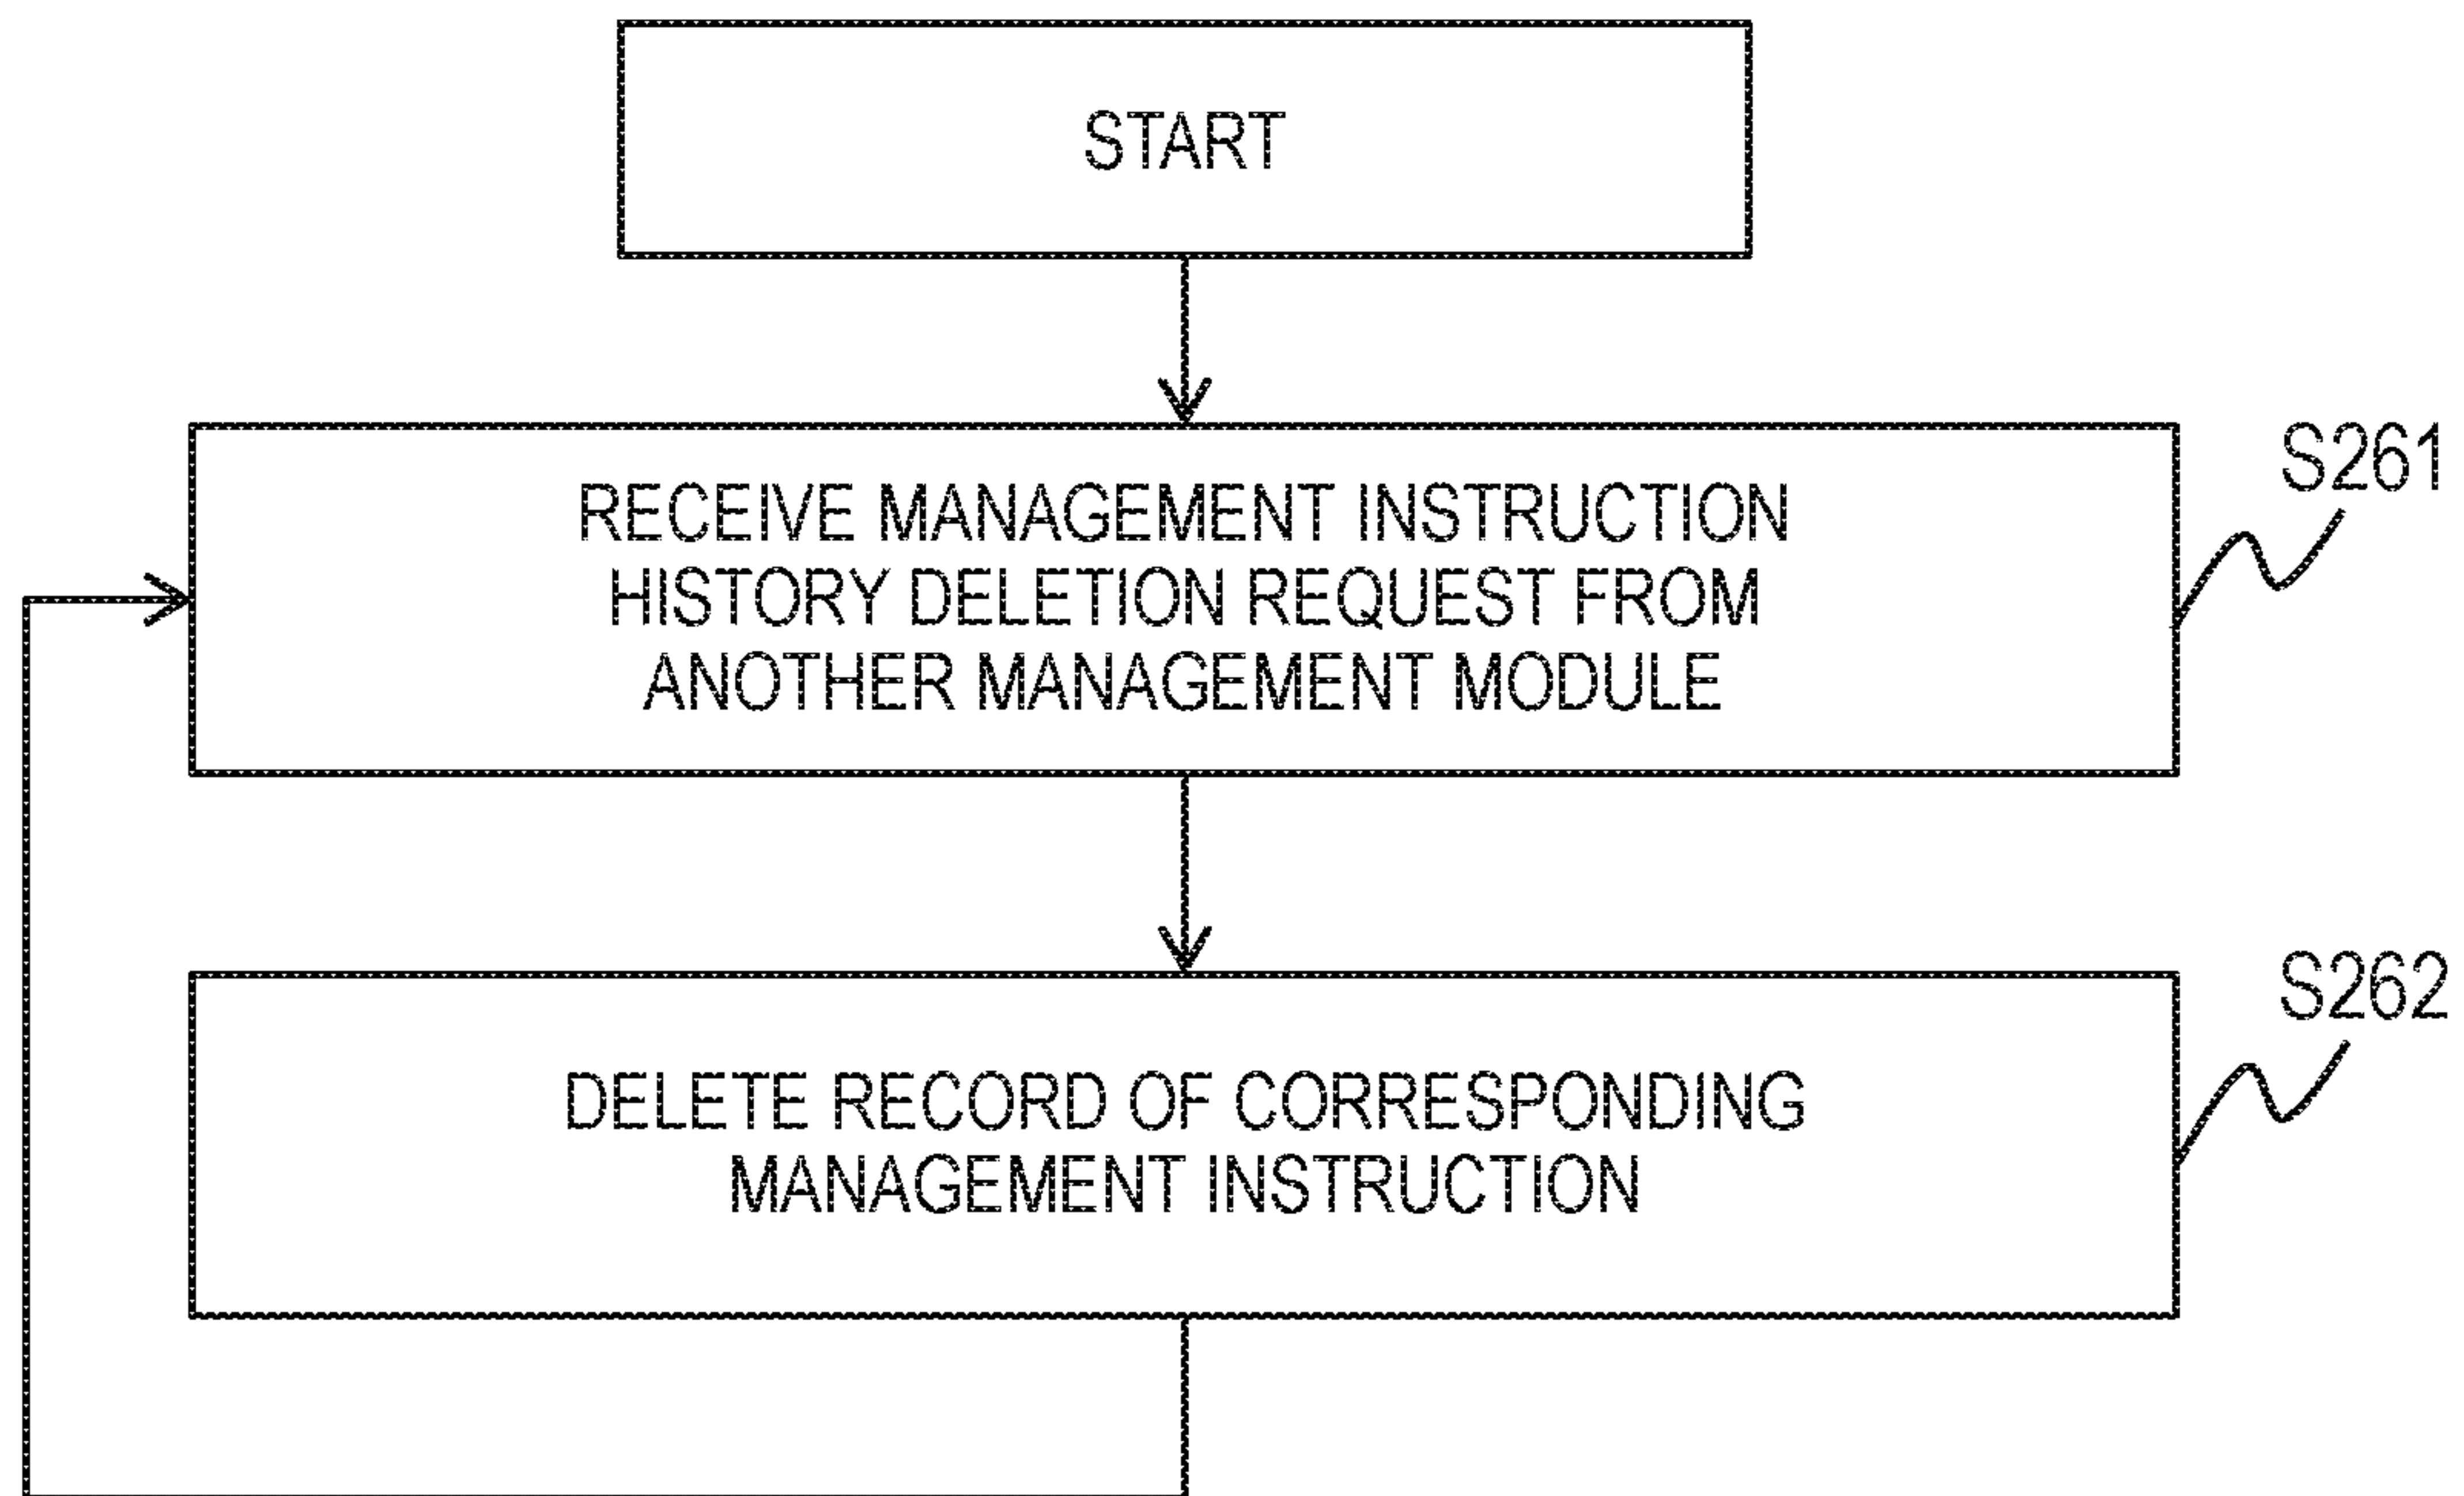 START
S261
RECEIVE MANAGEMENT INSTRUCTION
HISTORY DELETION REQUEST FROM
ANOTHER MANAGEMENT MODULE
S262
DELETE RECORD OF CORRESPONDING
MANAGEMENT INSTRUCTION